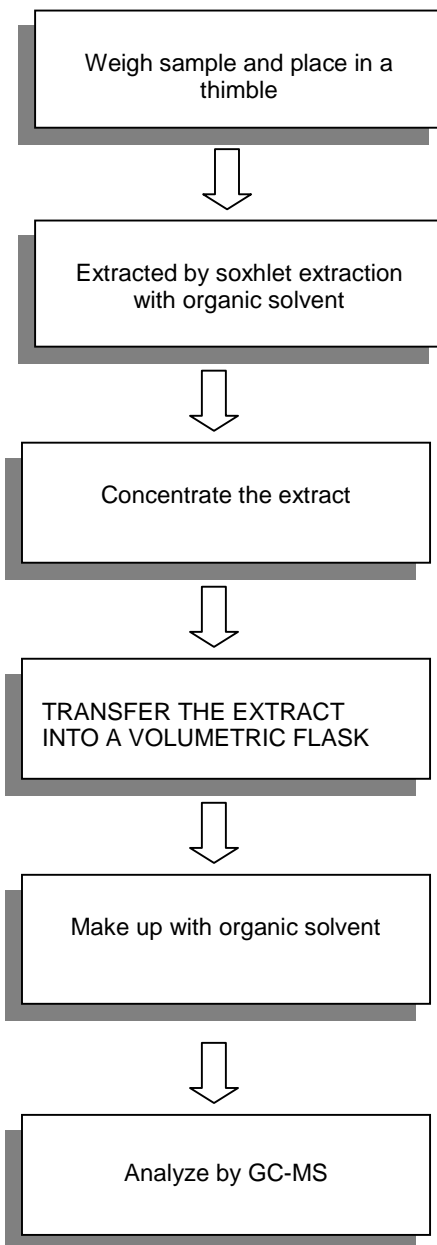 Weigh sample and place in a
thimble
Extracted by soxhlet extraction
with organic solvent
Concentrate the extract
TRANSFER THE EXTRACT
INTO A VOLUMETRIC FLASK
Make up with organic solvent
Analyze by GC-MS